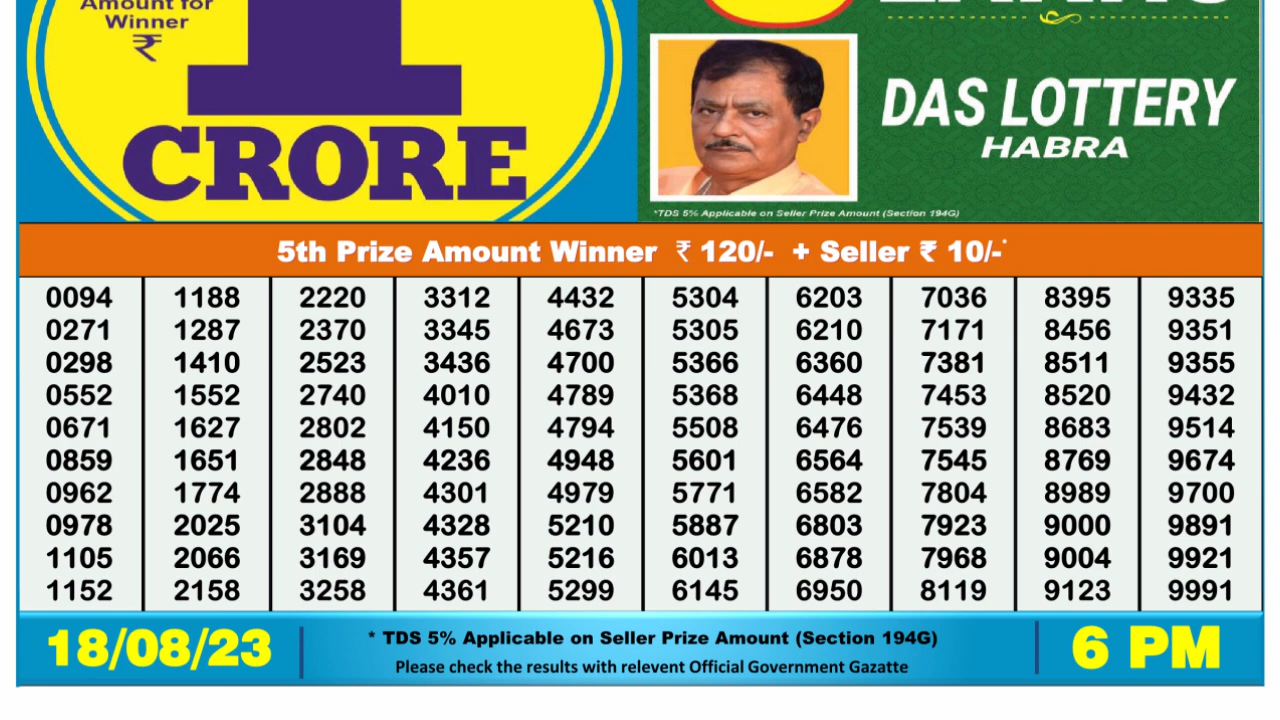 Amount for
Winner
₹
1
CRORE
DAS LOTTERY
HABRA
*TDS 5% Applicable on Seller Prize Amount (Section 194G)
5th Prize Amount Winner ₹ 120/- + Seller ₹ 10/-*
0094 1188 2220 3312 4432 5304 6203 7036 8395 9335
0271 1287 2370 3345 4673 5305 6210 7171 8456 9351
0298 1410 2523 3436 4700 5366 6360 7381 8511 9355
0552 1552 2740 4010 4789 5368 6448 7453 8520 9432
0671 1627 2802 4150 4794 5508 6476 7539 8683 9514
0859 1651 2848 4236 4948 5601 6564 7545 8769 9674
0962 1774 2888 4301 4979 5771 6582 7804 8989 9700
0978 2025 3104 4328 5210 5887 6803 7923 9000 9891
1105 2066 3169 4357 5216 6013 6878 7968 9004 9921
1152 2158 3258 4361 5299 6145 6950 8119 9123 9991
18/08/23
* TDS 5% Applicable on Seller Prize Amount (Section 194G)
Please check the results with relevent Official Government Gazatte
6 PM